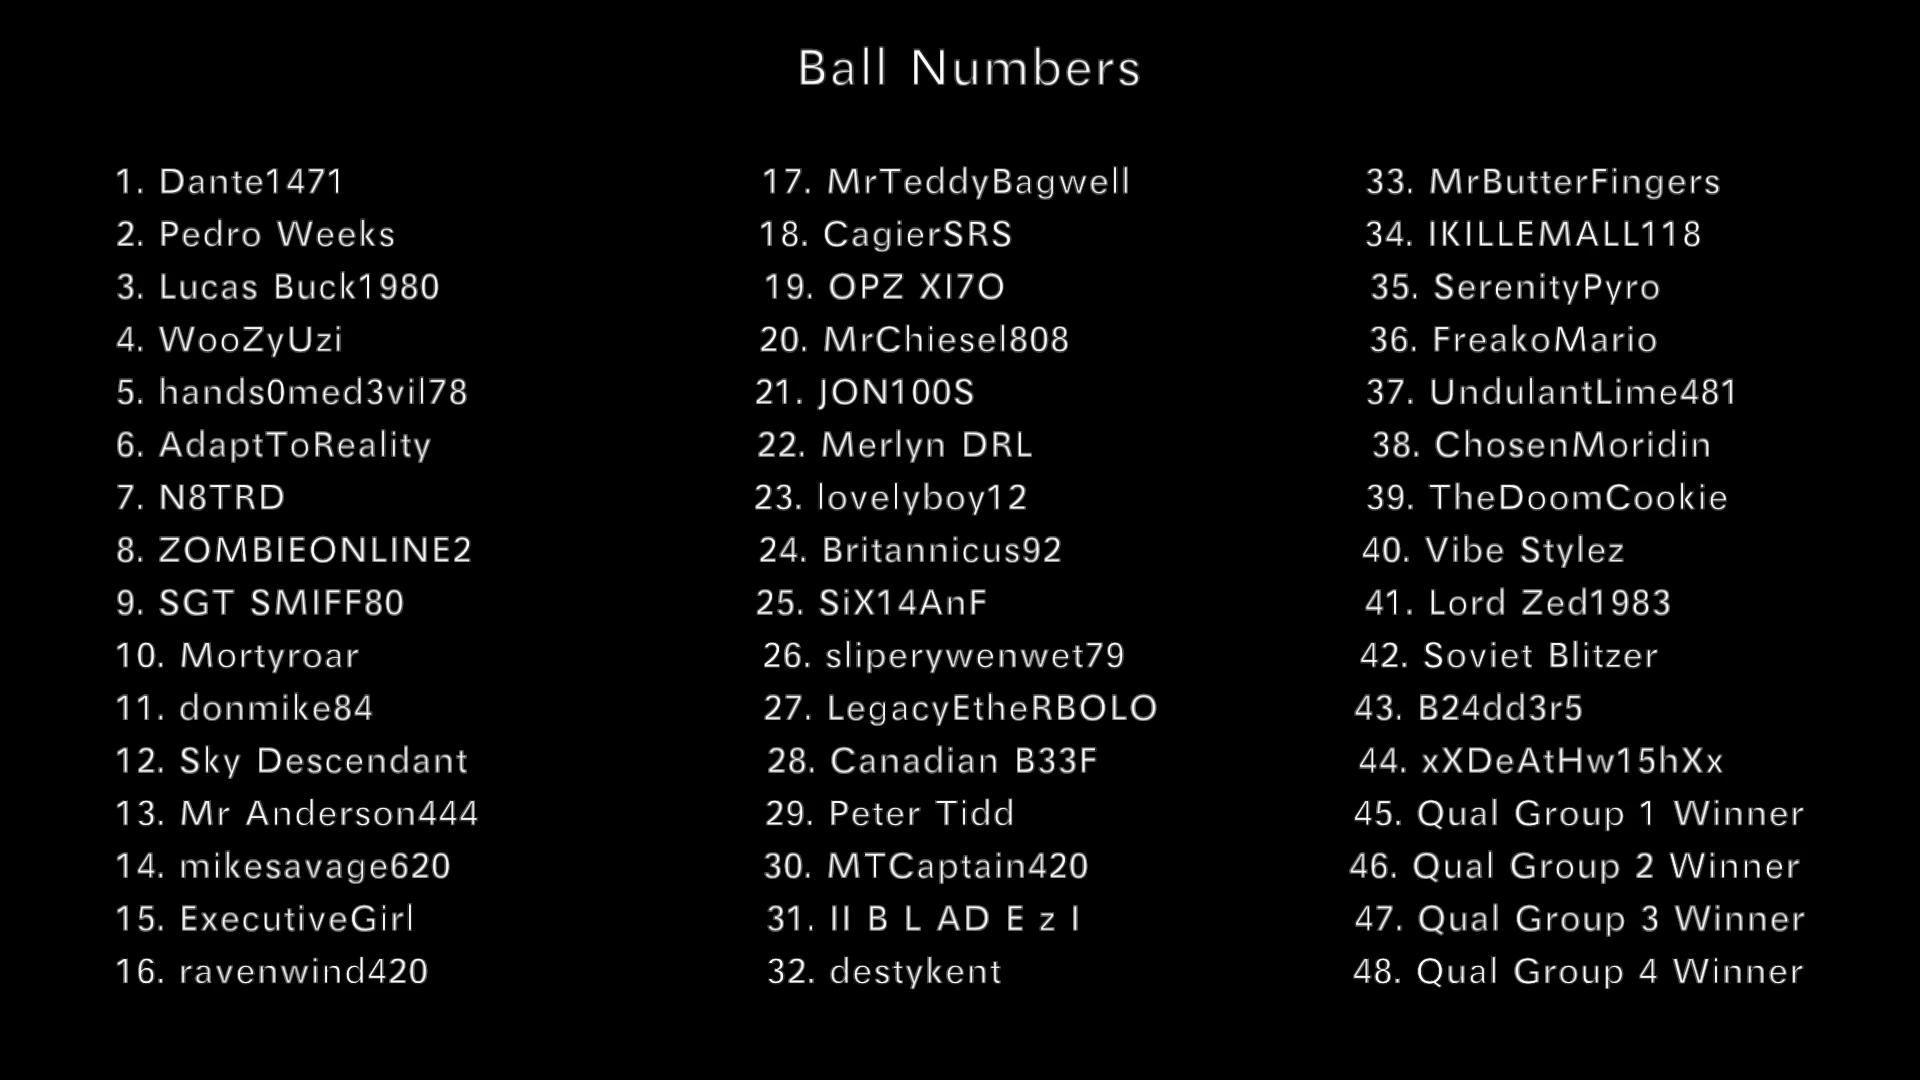 Ball Numbers
1. Dante1471
2. Pedro Weeks
3. Lucas Buck1980
4. WooZyUzi
5. hands0med3vil78
6. AdaptToReality
7. N8TRD
8. ZOMBIEONLINE2
9. SGT SMIFF80
10. Mortyroar
11. donmike84
12. Sky Descendant
13. Mr Anderson444
14. mikesavage620
15. ExecutiveGirl
16. ravenwind420
17. MrTeddyBagwell
18. CagierSRS
19. OPZ XI7O
20. MrChiesel808
21. JON100S
22. Merlyn DRL
23. lovelyboy12
24. Britannicus92
25. SiX14AnF
26. sliperywenwet79
27. LegacyEtheRBOLO
28. Canadian B33F
29. Peter Tidd
30. MTCaptain420
31. II B L AD E z I
32. destykent
33. MrButterFingers
34. IKILLEMALL118
35. SerenityPyro
36. FreakoMario
37. UndulantLime481
38. ChosenMoridin
39. TheDoomCookie
40. Vibe Stylez
41. Lord Zed1983
42. Soviet Blitzer
43. B24dd3r5
44. xXDeAtHw15hXx
45. Qual Group 1 Winner
46. Qual Group 2 Winner
47. Qual Group 3 Winner
48. Qual Group 4 Winner